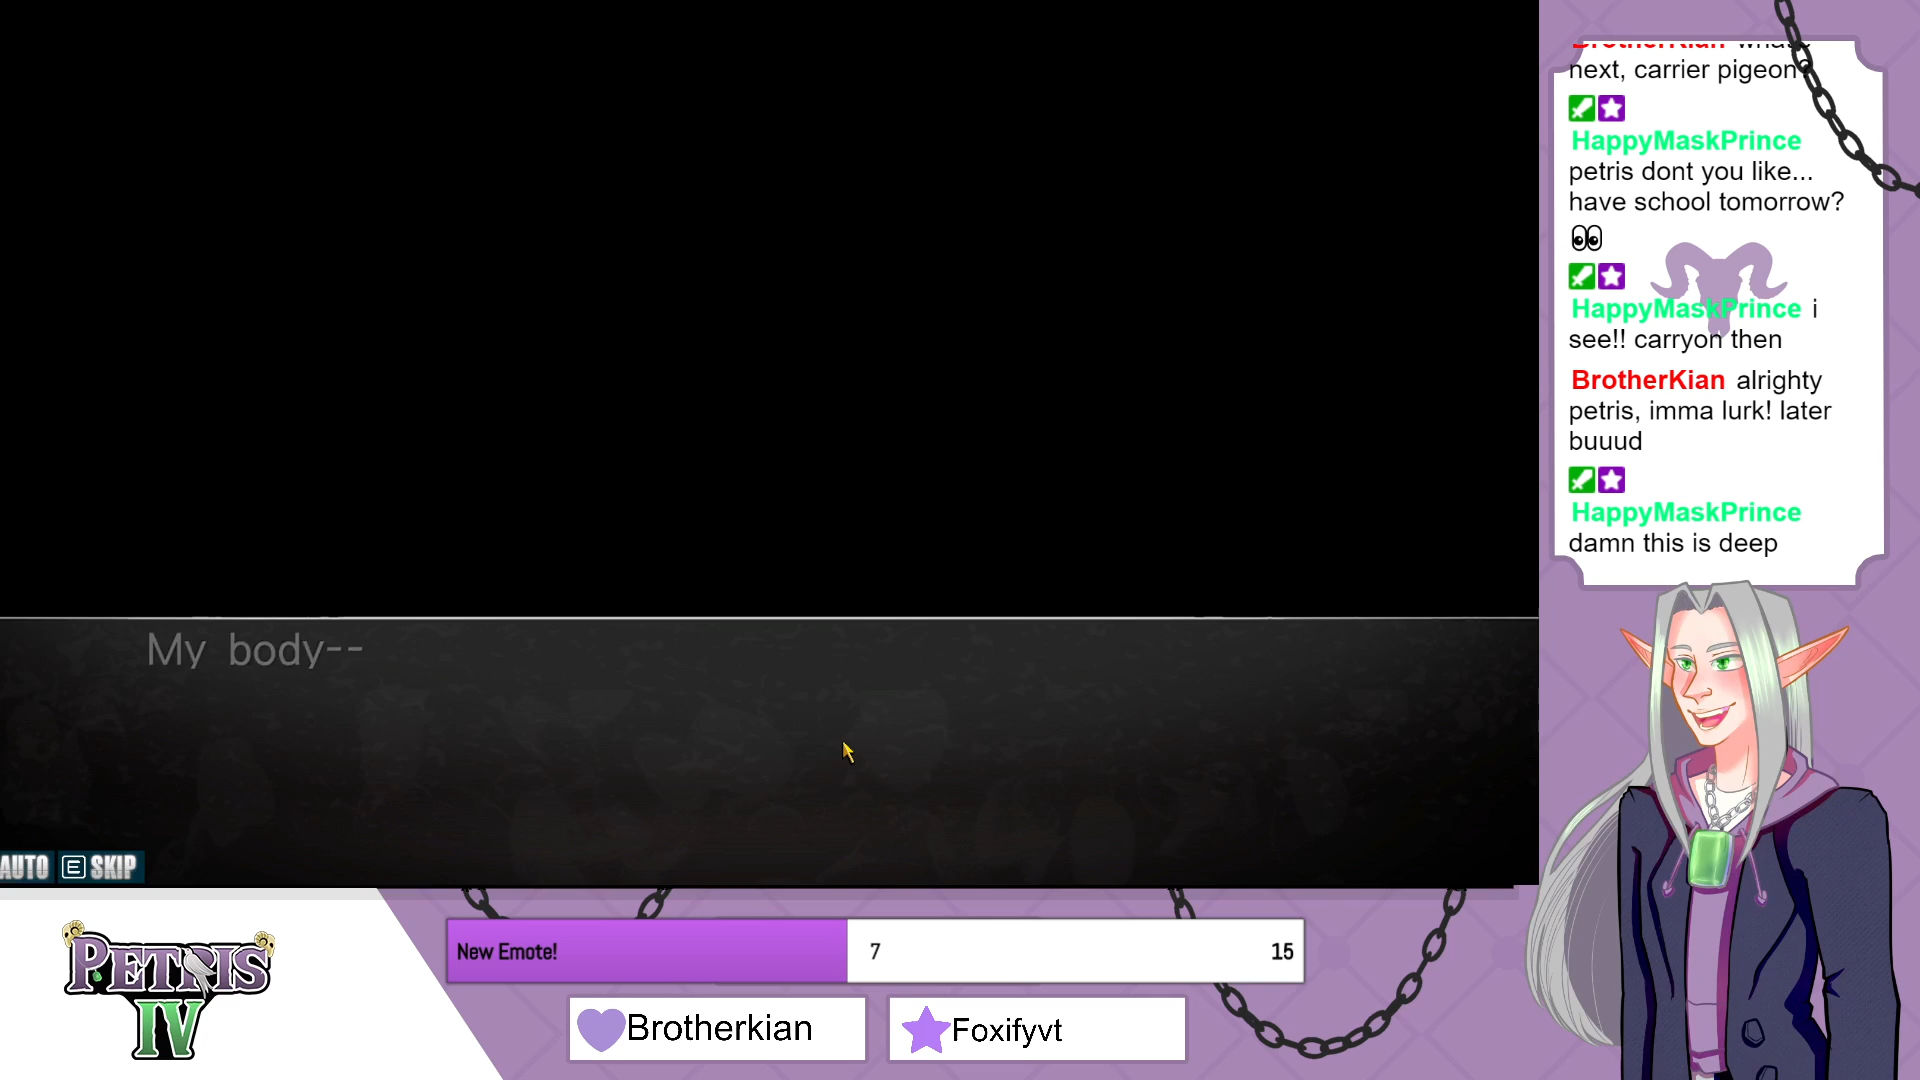 BrotherKian what's
next, carrier pigeon?
HappyMaskPrince
petris dont you like...
have school tomorrow?
HappyMaskPrince i
see!! carryon then
BrotherKian alrighty
petris, imma lurk! later
buuud
HappyMaskPrince
damn this is deep
My body--
AUTO E SKIP
PETRIS
IV
New Emote! 7 15
Brotherkian
Foxifyvt